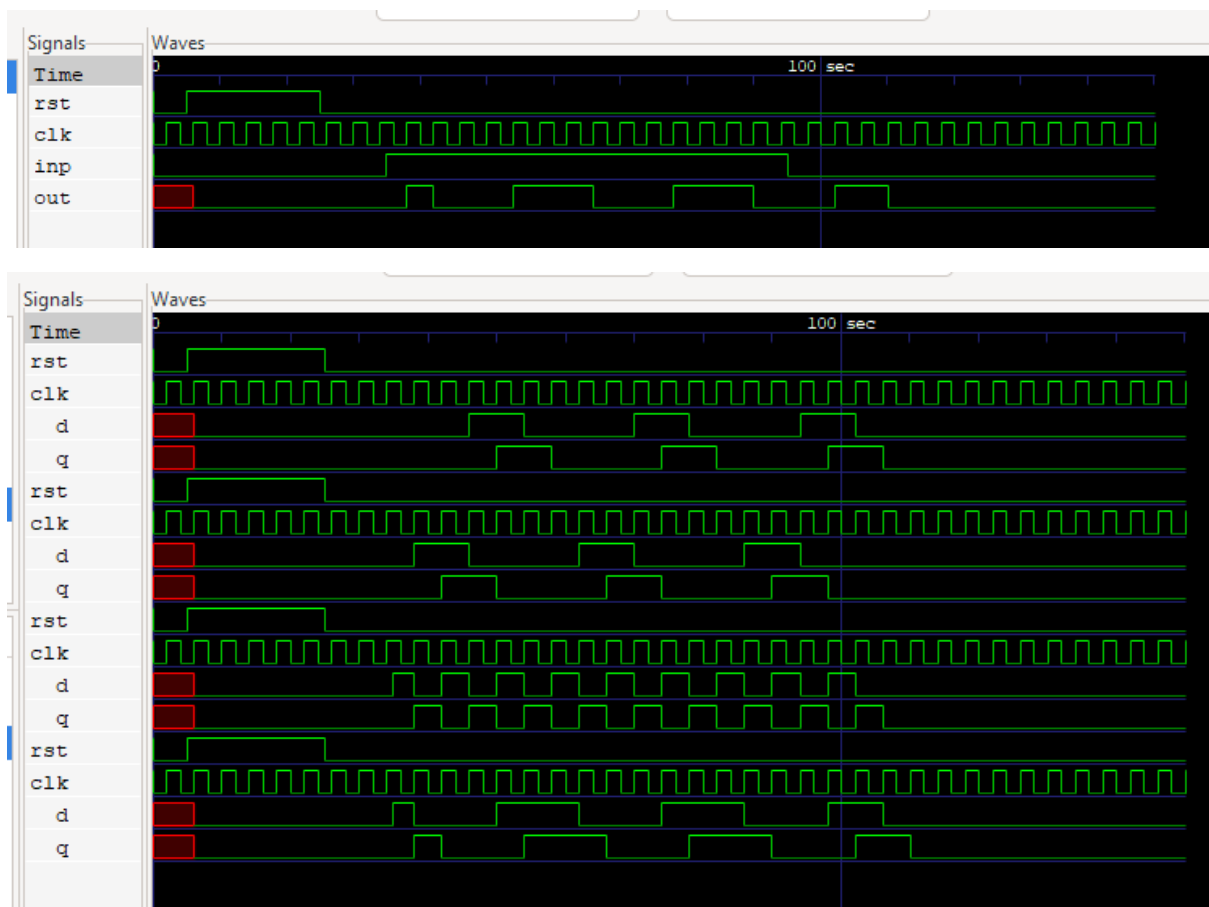 Signals Waves
Time 0 100 sec
rst
clk
inp
out
Signals Waves
Time 0 100 sec
rst
clk
d
q
rst
clk
d
q
rst
clk
d
q
rst
clk
d
q